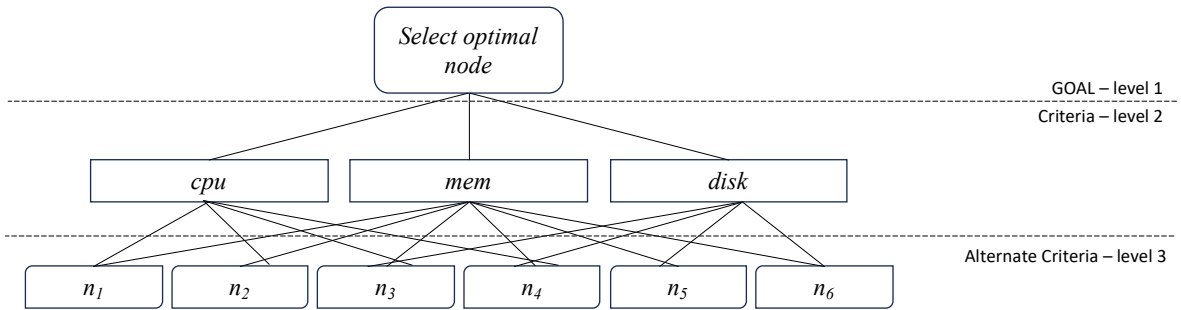 Select optimal
node
GOAL – level 1
Criteria – level 2
cpu
mem
disk
Alternate Criteria – level 3
n₁
n₂
n₃
n₄
n₅
n₆